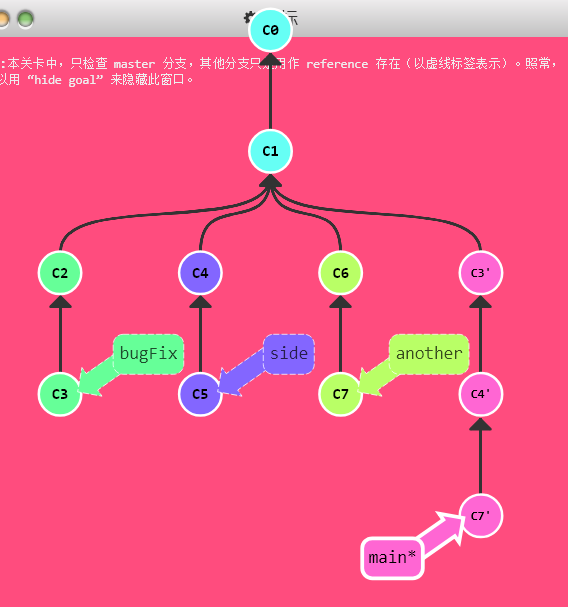 示
C0
:本关卡中，只检查 master 分支，其他分支只是用作 reference 存在（以虚线标签表示）。照常，
以用 “hide goal” 来隐藏此窗口。
C1
C2 C4 C6 C3'
bugFix side another
C3 C5 C7 C4'
C7'
main*